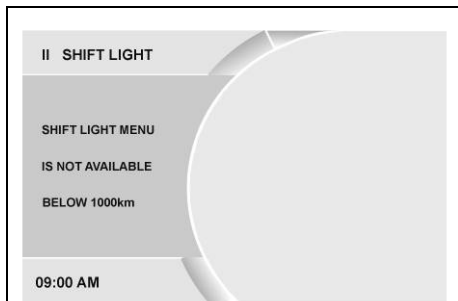 II SHIFT LIGHT
SHIFT LIGHT MENU
IS NOT AVAILABLE
BELOW 1000km
09:00 AM